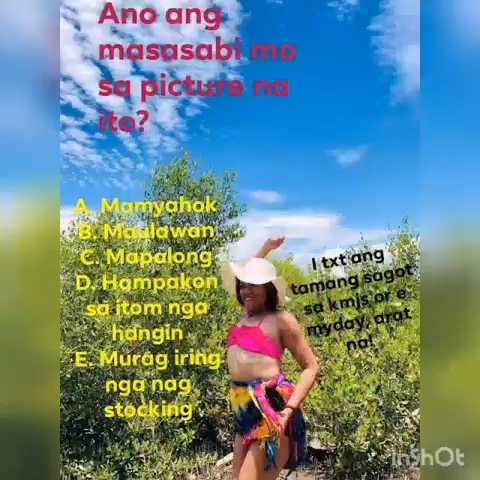 Ano ang
masasabi mo
sa picture na
ito?
A. Mamyahok
B. Maulawan
C. Mapalong
D. Hampakon
sa itom nga
hangin
E. Murag iring
nga nag
stocking
I txt ang
tamang sagot
sa kmjs or e
myday, arat
na!
InShOt